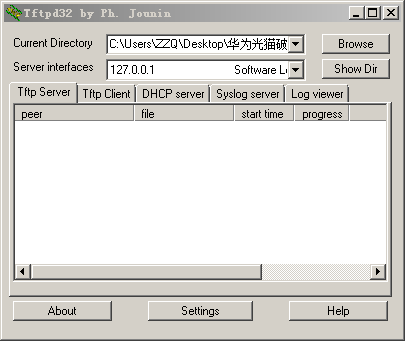 Tftpd32 by Ph. Jounin
Current Directory C:\Users\ZZQ\Desktop\华为光猫破 Browse
Server interfaces 127.0.0.1 Software Lo Show Dir
Tftp Server Tftp Client DHCP server Syslog server Log viewer
peer file start time progress
About Settings Help